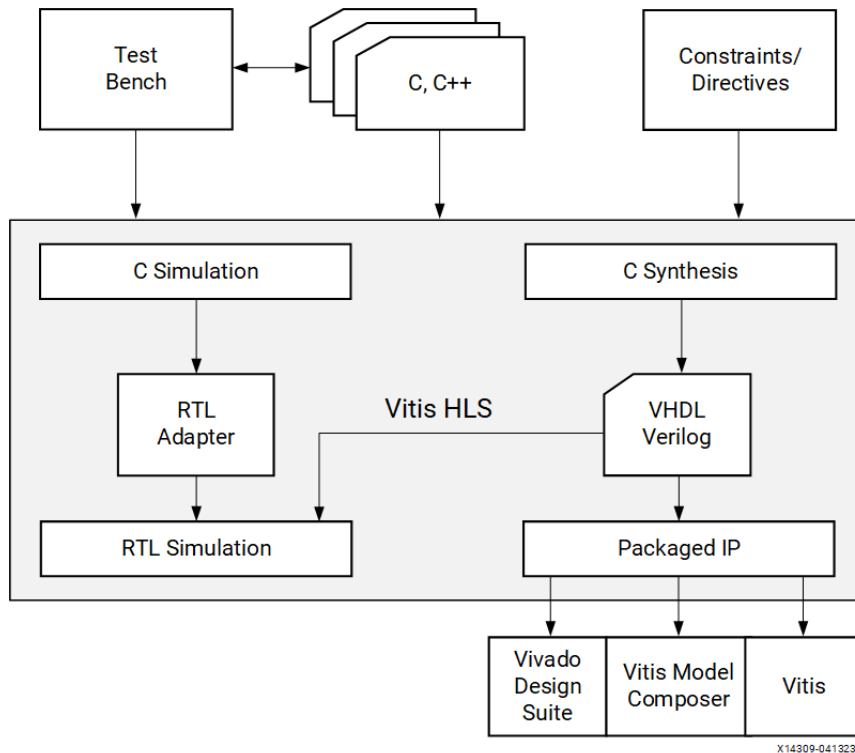 Test
Bench
C, C++
Constraints/
Directives
C Simulation
C Synthesis
RTL
Adapter
Vitis HLS
VHDL
Verilog
RTL Simulation
Packaged IP
Vivado
Design
Suite
Vitis Model
Composer
Vitis
X14309-041323